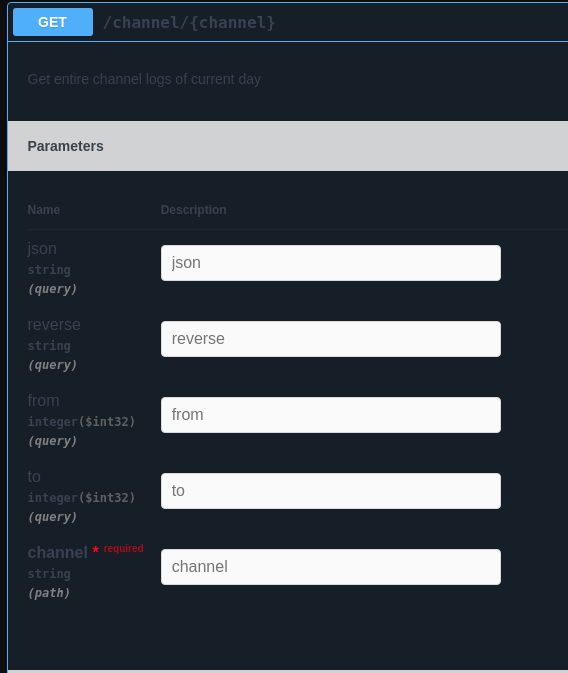 GET /channel/{channel}
Get entire channel logs of current day
Parameters
Name Description
json
string
(query)
json
reverse
string
(query)
reverse
from
integer($int32)
(query)
from
to
integer($int32)
(query)
to
channel * required
string
(path)
channel